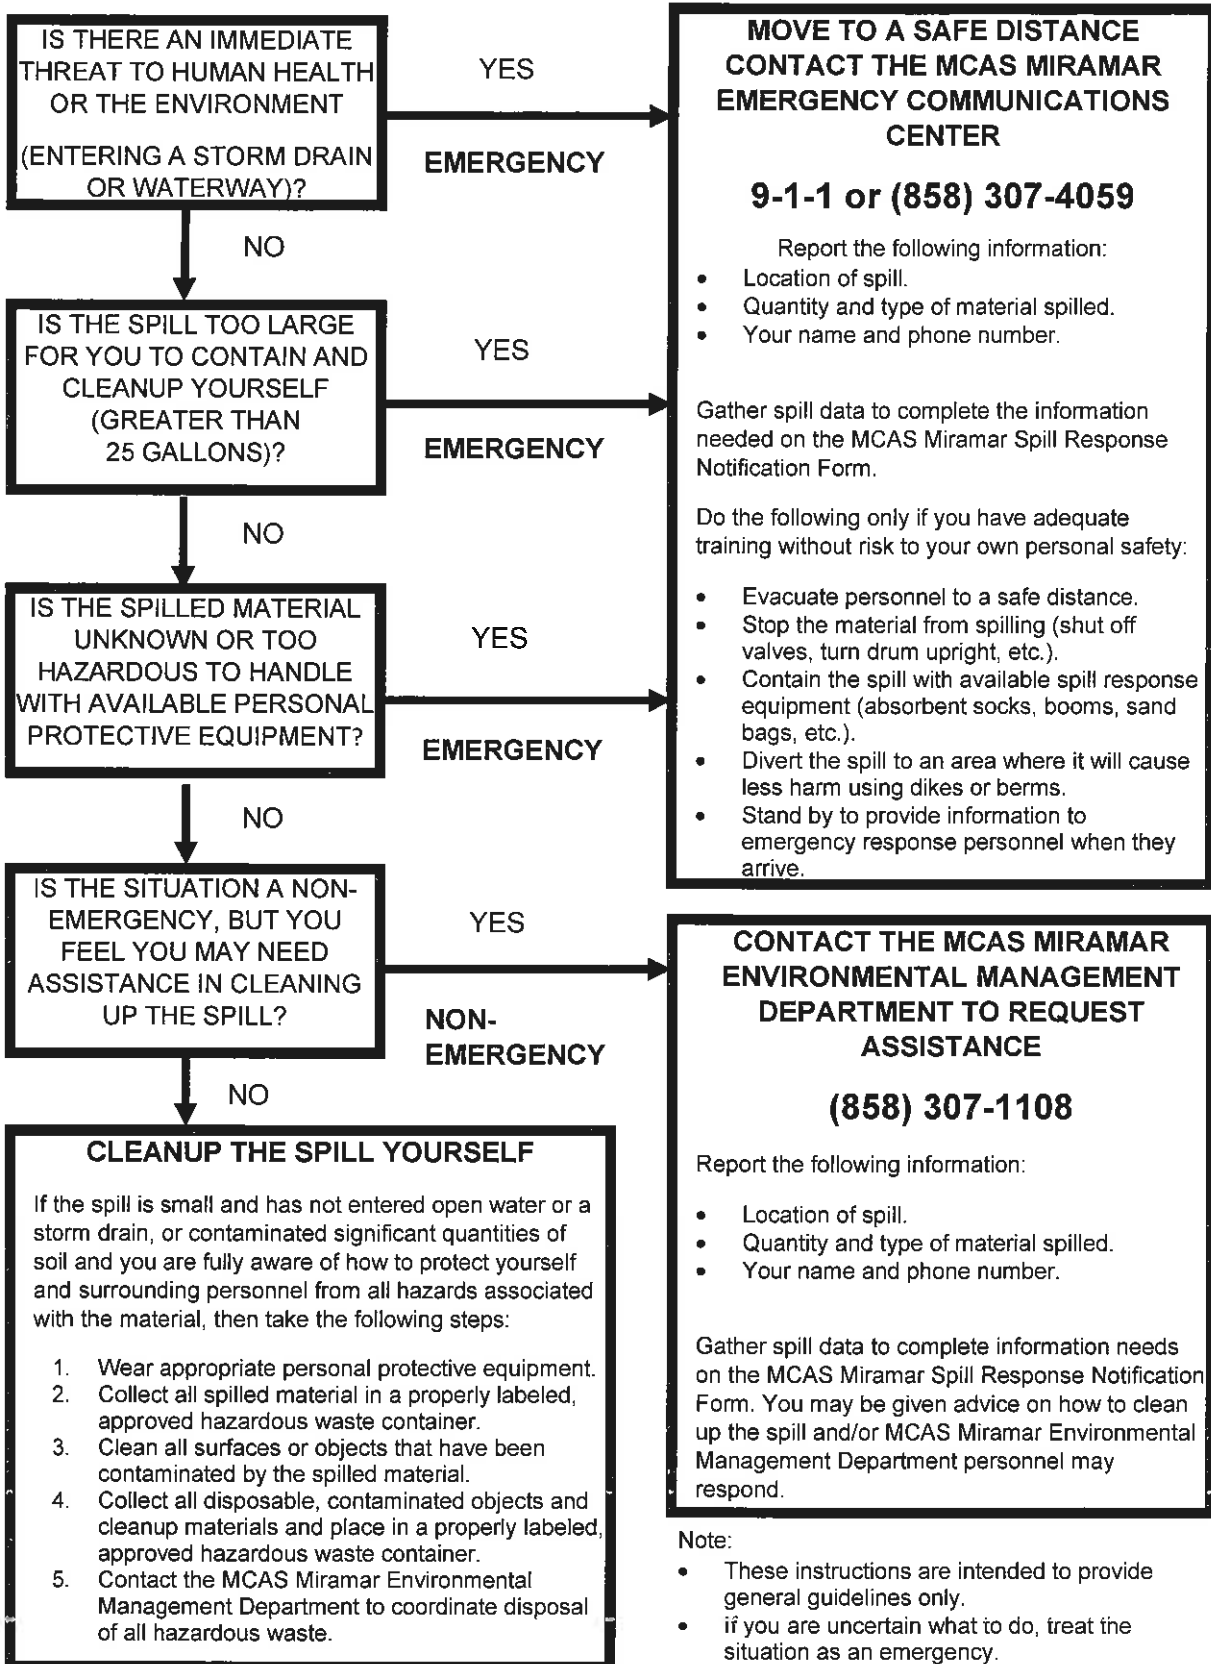 IS THERE AN IMMEDIATE
THREAT TO HUMAN HEALTH
OR THE ENVIRONMENT
(ENTERING A STORM DRAIN
OR WATERWAY)?
YES
EMERGENCY
NO
IS THE SPILL TOO LARGE
FOR YOU TO CONTAIN AND
CLEANUP YOURSELF
(GREATER THAN
25 GALLONS)?
YES
EMERGENCY
NO
IS THE SPILLED MATERIAL
UNKNOWN OR TOO
HAZARDOUS TO HANDLE
WITH AVAILABLE PERSONAL
PROTECTIVE EQUIPMENT?
YES
EMERGENCY
NO
IS THE SITUATION A NON-
EMERGENCY, BUT YOU
FEEL YOU MAY NEED
ASSISTANCE IN CLEANING
UP THE SPILL?
YES
NON-
EMERGENCY
NO
CLEANUP THE SPILL YOURSELF
If the spill is small and has not entered open water or a
storm drain, or contaminated significant quantities of
soil and you are fully aware of how to protect yourself
and surrounding personnel from all hazards associated
with the material, then take the following steps:
1. Wear appropriate personal protective equipment.
2. Collect all spilled material in a properly labeled,
approved hazardous waste container.
3. Clean all surfaces or objects that have been
contaminated by the spilled material.
4. Collect all disposable, contaminated objects and
cleanup materials and place in a properly labeled,
approved hazardous waste container.
5. Contact the MCAS Miramar Environmental
Management Department to coordinate disposal
of all hazardous waste.
MOVE TO A SAFE DISTANCE
CONTACT THE MCAS MIRAMAR
EMERGENCY COMMUNICATIONS
CENTER
9-1-1 or (858) 307-4059
Report the following information:
• Location of spill.
• Quantity and type of material spilled.
• Your name and phone number.
Gather spill data to complete the information
needed on the MCAS Miramar Spill Response
Notification Form.
Do the following only if you have adequate
training without risk to your own personal safety:
• Evacuate personnel to a safe distance.
• Stop the material from spilling (shut off
valves, turn drum upright, etc.).
• Contain the spill with available spill response
equipment (absorbent socks, booms, sand
bags, etc.).
• Divert the spill to an area where it will cause
less harm using dikes or berms.
• Stand by to provide information to
emergency response personnel when they
arrive.
CONTACT THE MCAS MIRAMAR
ENVIRONMENTAL MANAGEMENT
DEPARTMENT TO REQUEST
ASSISTANCE
(858) 307-1108
Report the following information:
• Location of spill.
• Quantity and type of material spilled.
• Your name and phone number.
Gather spill data to complete information needs
on the MCAS Miramar Spill Response Notification
Form. You may be given advice on how to clean
up the spill and/or MCAS Miramar Environmental
Management Department personnel may
respond.
Note:
• These instructions are intended to provide
general guidelines only.
• if you are uncertain what to do, treat the
situation as an emergency.